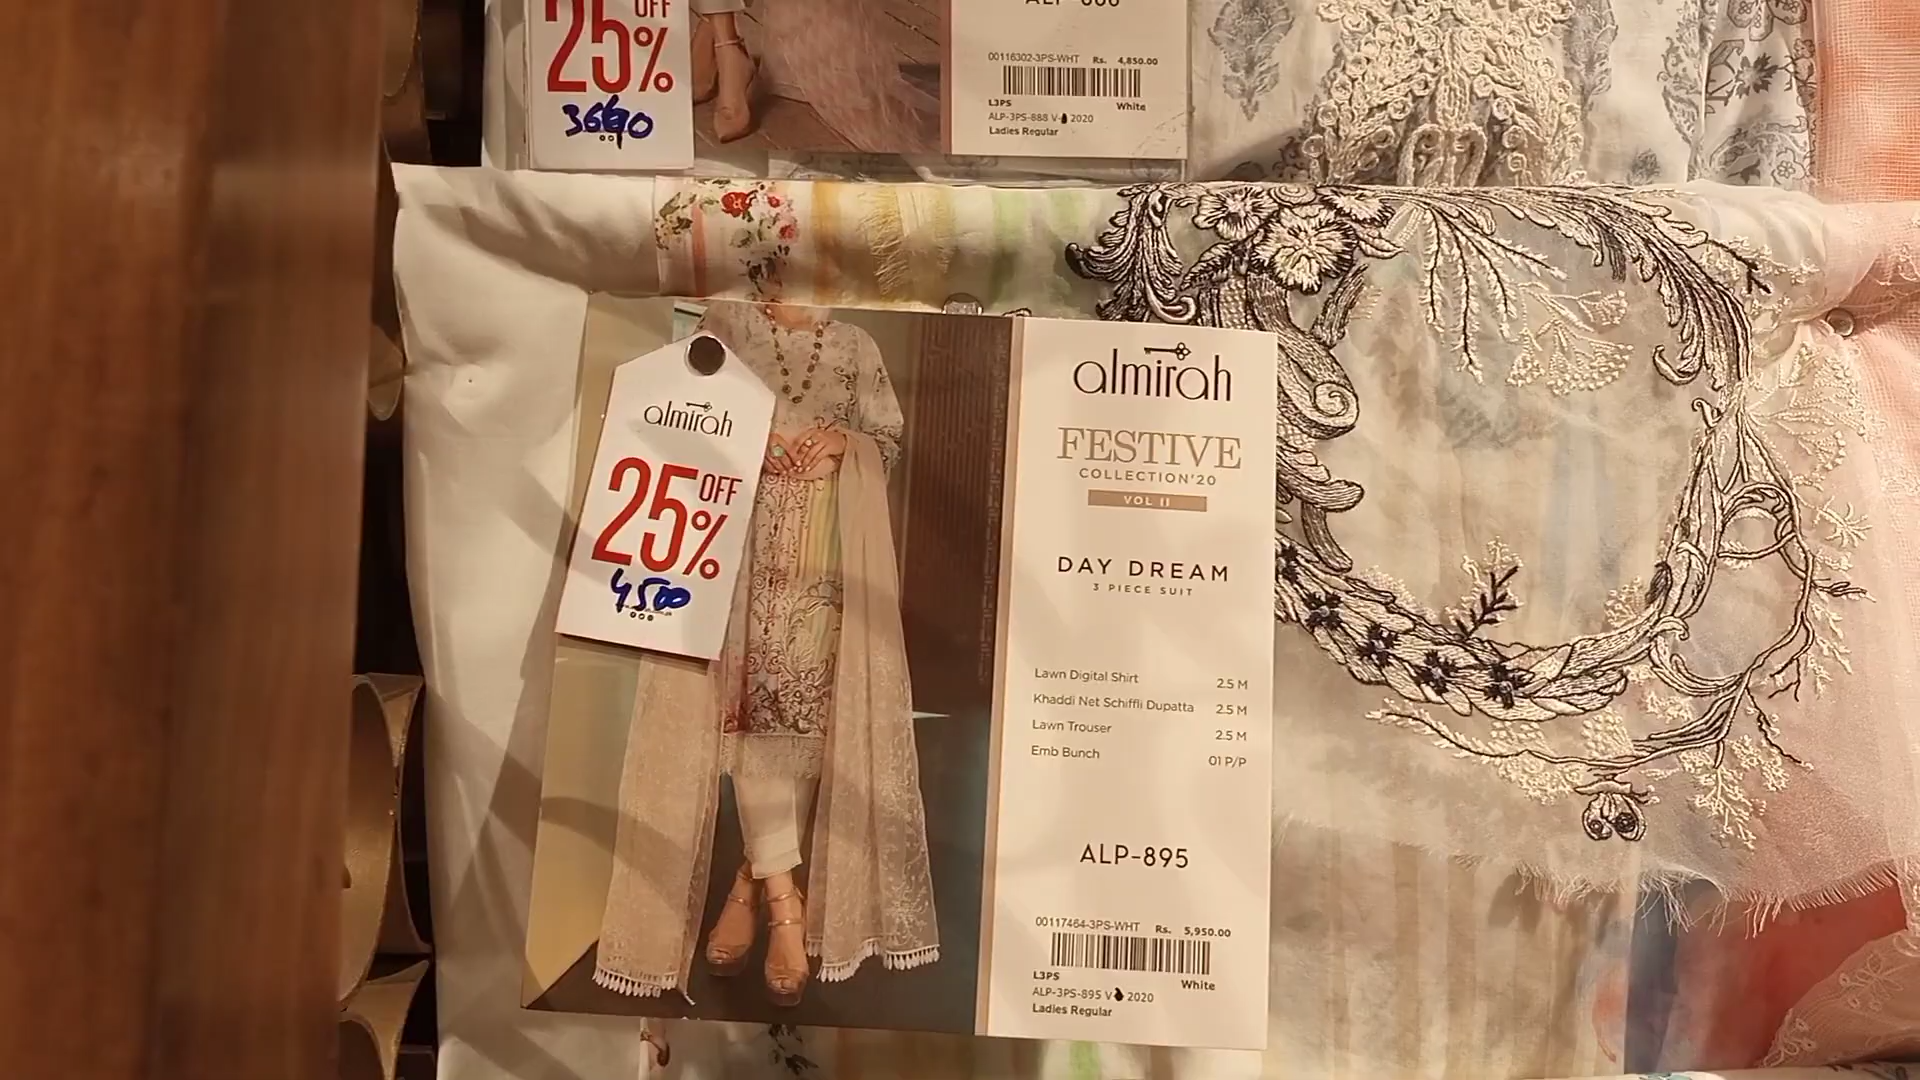 OFF
25%
3640
00116302-3PS-WHT Rs. 4,850.00
L3PS White
ALP-3PS-888 V- 2020
Ladies Regular
almirah
25% OFF
4500
almirah
FESTIVE
COLLECTION'20
VOL II
DAY DREAM
3 PIECE SUIT
Lawn Digital Shirt 2.5 M
Khaddi Net Schiffli Dupatta 2.5 M
Lawn Trouser 2.5 M
Emb Bunch 01 P/P
ALP-895
00117464-3PS-WHT Rs. 5,950.00
L3PS White
ALP-3PS-895 V 2020
Ladies Regular